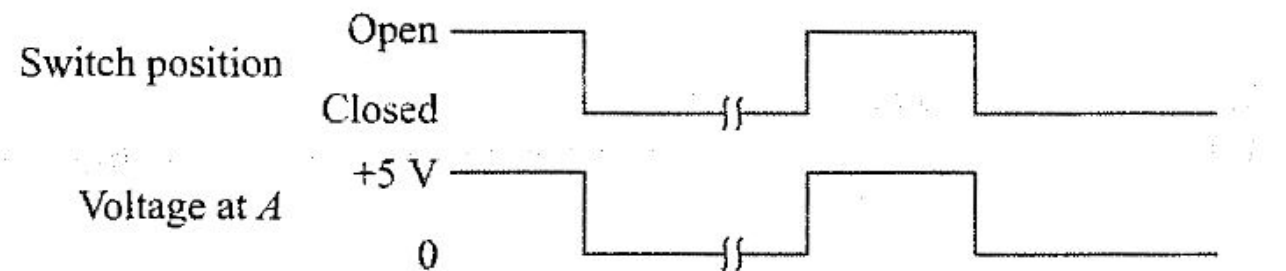 Open
Switch position
Closed
+5 V
Voltage at A
0